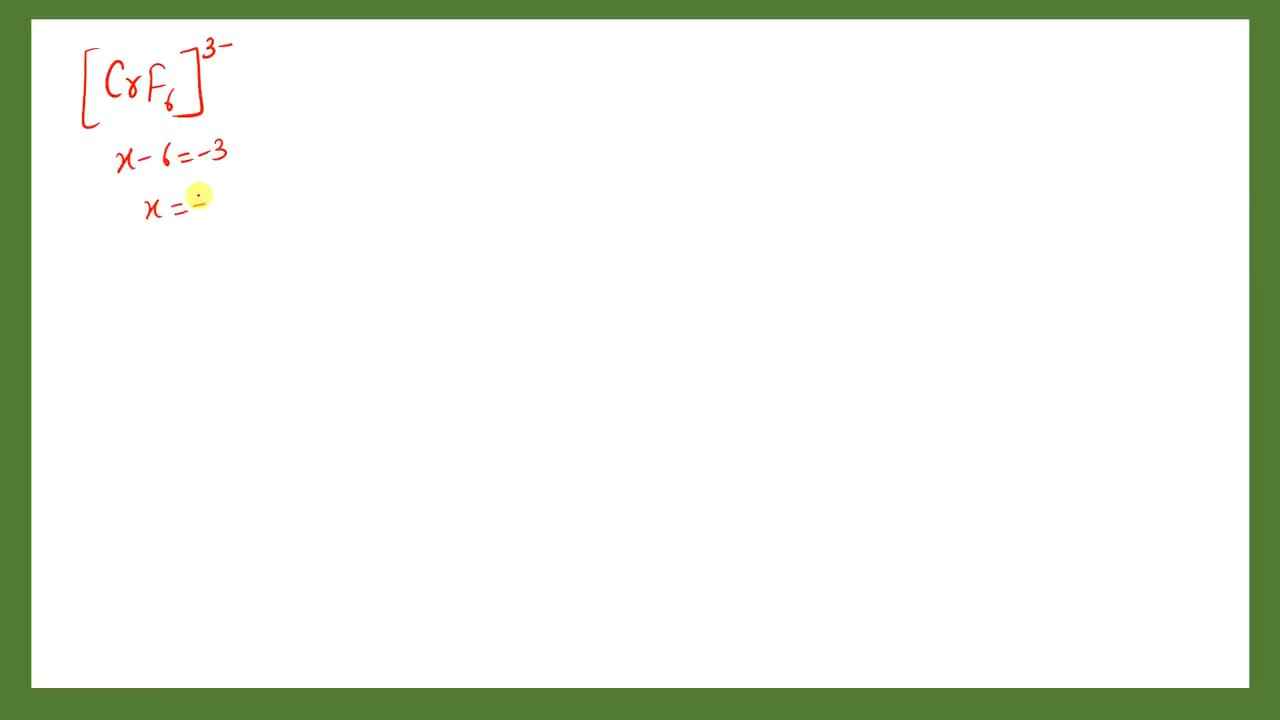 [CrF6]3-
x - 6 = -3
x =